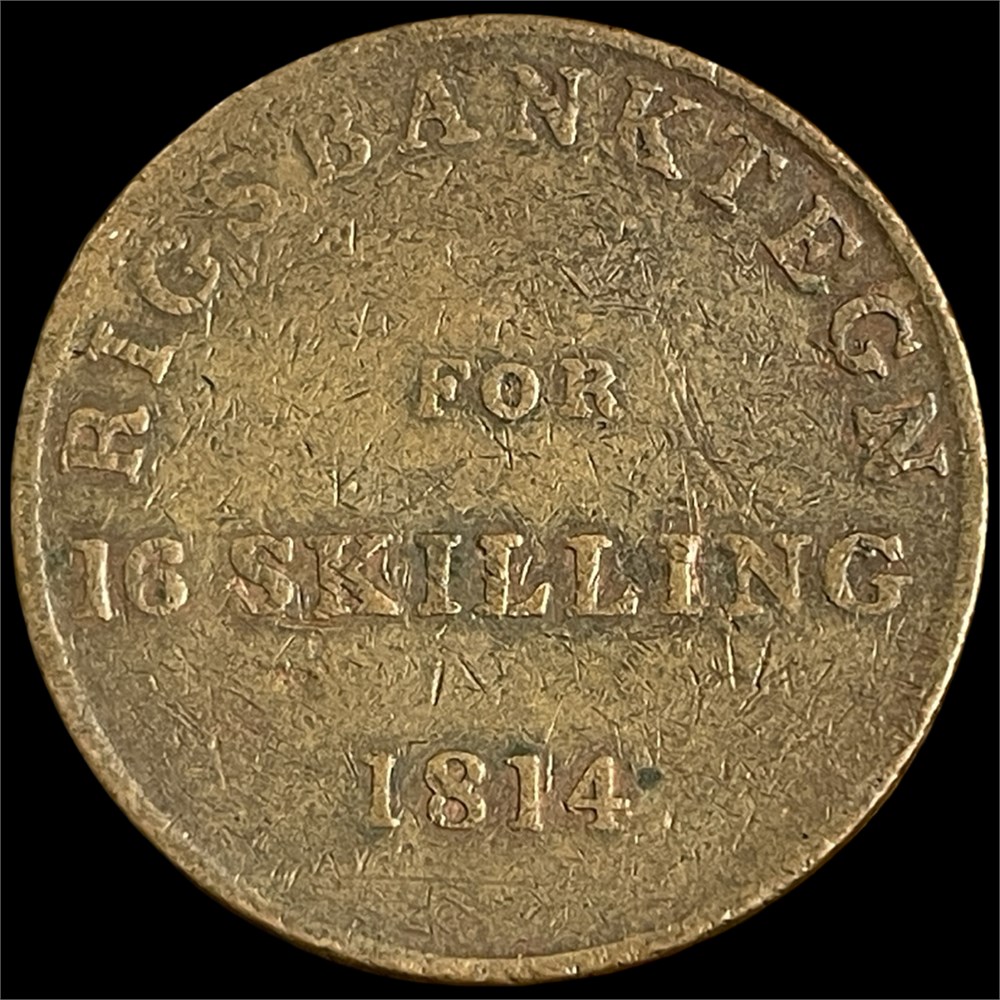 RIGSBANKTEGN
FOR
16 SKILLING
1814